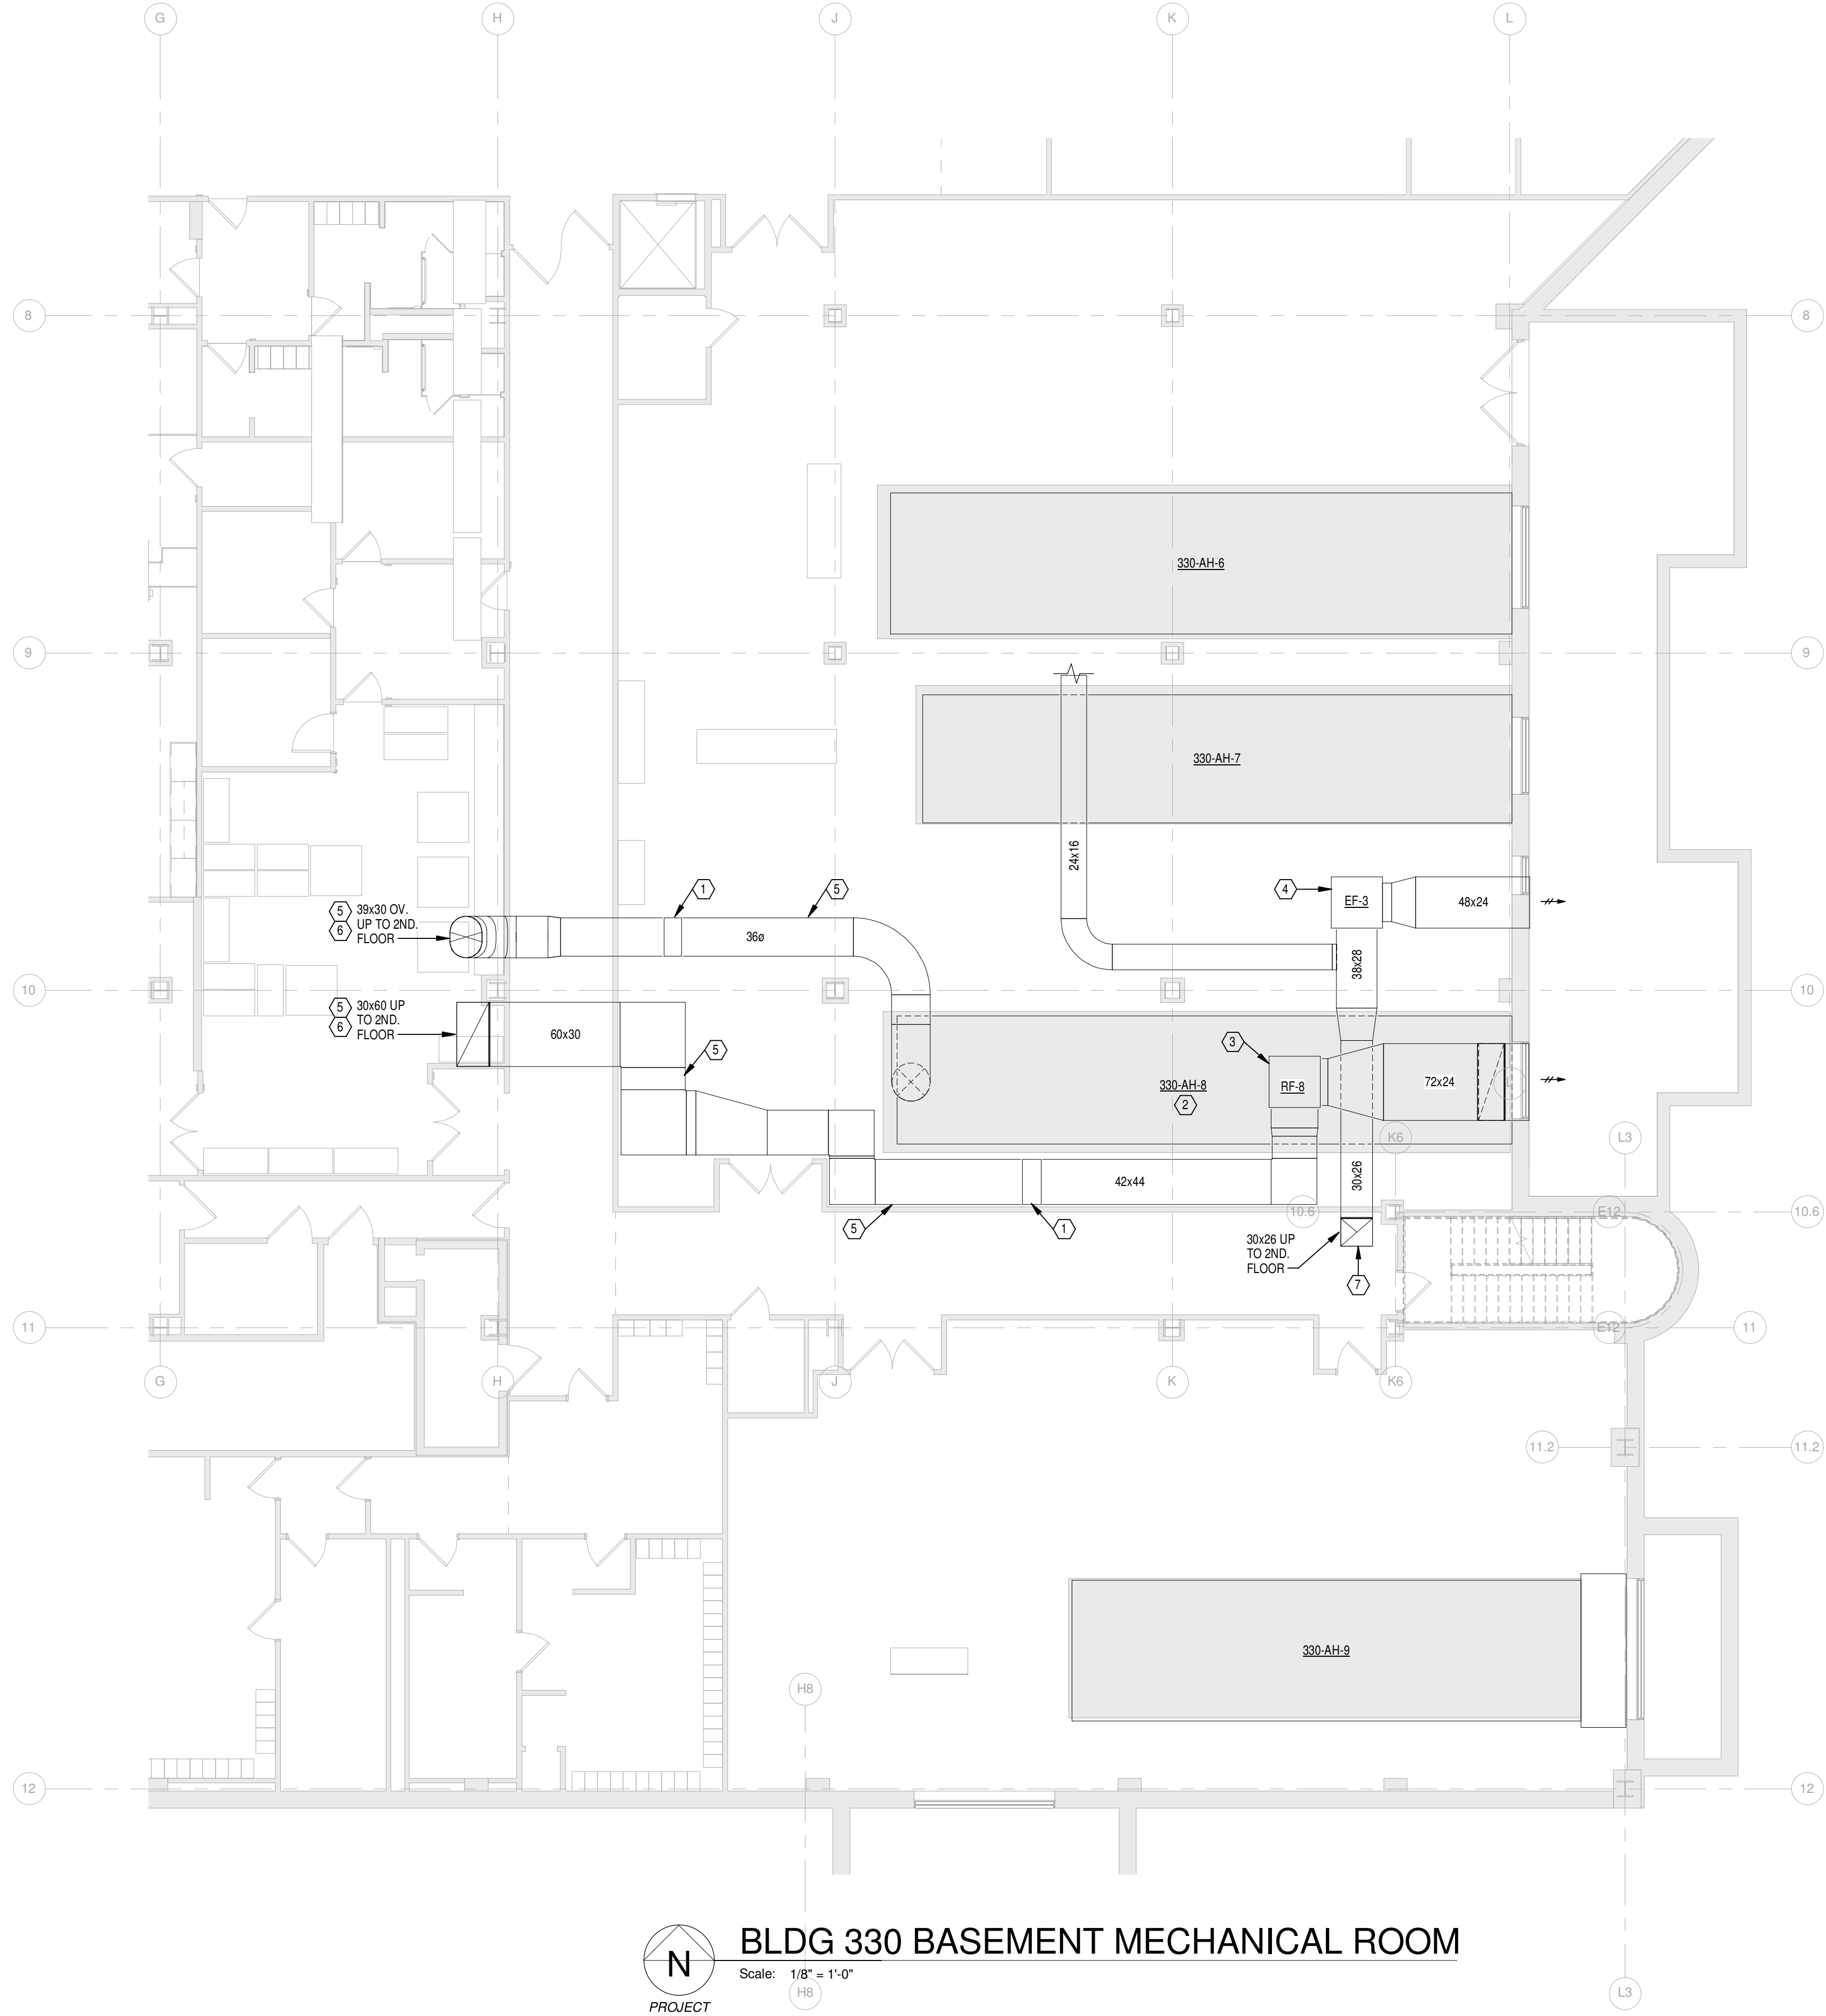 G
H
J
K
L
8
8
330-AH-6
9
9
330-AH-7
24x16
1
5
4
EF-3
48x24
5
6
39x30 OV.
UP TO 2ND.
FLOOR
36ø
38x28
10
10
5
6
30x60 UP
TO 2ND.
FLOOR
60x30
5
3
330-AH-8
2
RF-8
72x24
K6
L3
42x44
30x26
5
1
10.6
E12
10.6
30x26 UP
TO 2ND.
FLOOR
7
11
E12
11
G
H
J
K
K6
11.2
11.2
330-AH-9
H8
12
12
N
PROJECT
BLDG 330 BASEMENT MECHANICAL ROOM
Scale: 1/8" = 1'-0"
H8
L3